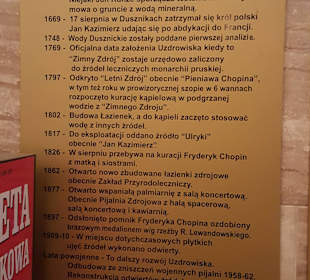 mowa o gruncie z wodą mineralną.
1669 - 17 sierpnia w Dusznikach zatrzymał się król polski
Jan Kazimierz udając się po abdykacji do Francji.
1748 - Wody Dusznickie zostały poddane pierwszej analizie.
1769 - Oficjalna data założenia Uzdrowiska kiedy to
"Zimny Zdrój" zostaje urzędowo zaliczony
do źródeł leczniczych monarchii pruskiej.
1797 - Odkryto "Letni Zdrój" obecnie "Pieniawa Chopina",
w tym też roku w prowizorycznej szopie w 6 wannach
rozpoczęto kurację kąpielową w podgrzanej
wodzie z "Zimnego Zdroju".
1802 - Budowa Łazienek, a do kąpieli zaczęto stosować
wodę z innych źródeł.
1817 - Do eksploatacji oddano źródło "Ulryki"
obecnie "Jan Kazimierz".
1826 - W sierpniu przebywa na kuracji Fryderyk Chopin
z matką i siostrami.
1862 - Otwarto nowo zbudowane łazienki zdrojowe
obecnie Zakład Przyrodoleczniczy.
1877 - Otwarto wspaniałą palmiarnię z salą koncertową.
Obecnie Pijalnia Zdrojowa z halą spacerową,
salą koncertową i kawiarnią.
1897 - Odsłonięto pomnik Fryderyka Chopina ozdobiony
brązowym medalionem wg rzeźby R. Lewandowskiego.
1909-10 - W miejscu dotychczasowych płytkich
ujęć źródeł wykonano odwierty.
Lata powojenne - To dalszy rozwój Uzdrowiska.
Odbudowa ze zniszczeń wojennych pijalni 1958-62.
ETA
KOWA